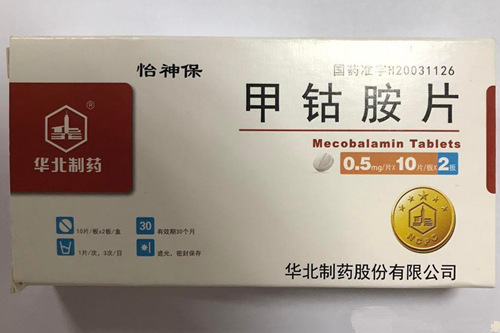 怡神保
国药准字H20031126
甲钴胺片
Mecobalamin Tablets
0.5mg/片×10片/板×2板
®
华北制药
10片/板×2板/盒
30
有效期30个月
1片/次，3次/日
遮光，密封保存
NCPC
华北制药股份有限公司